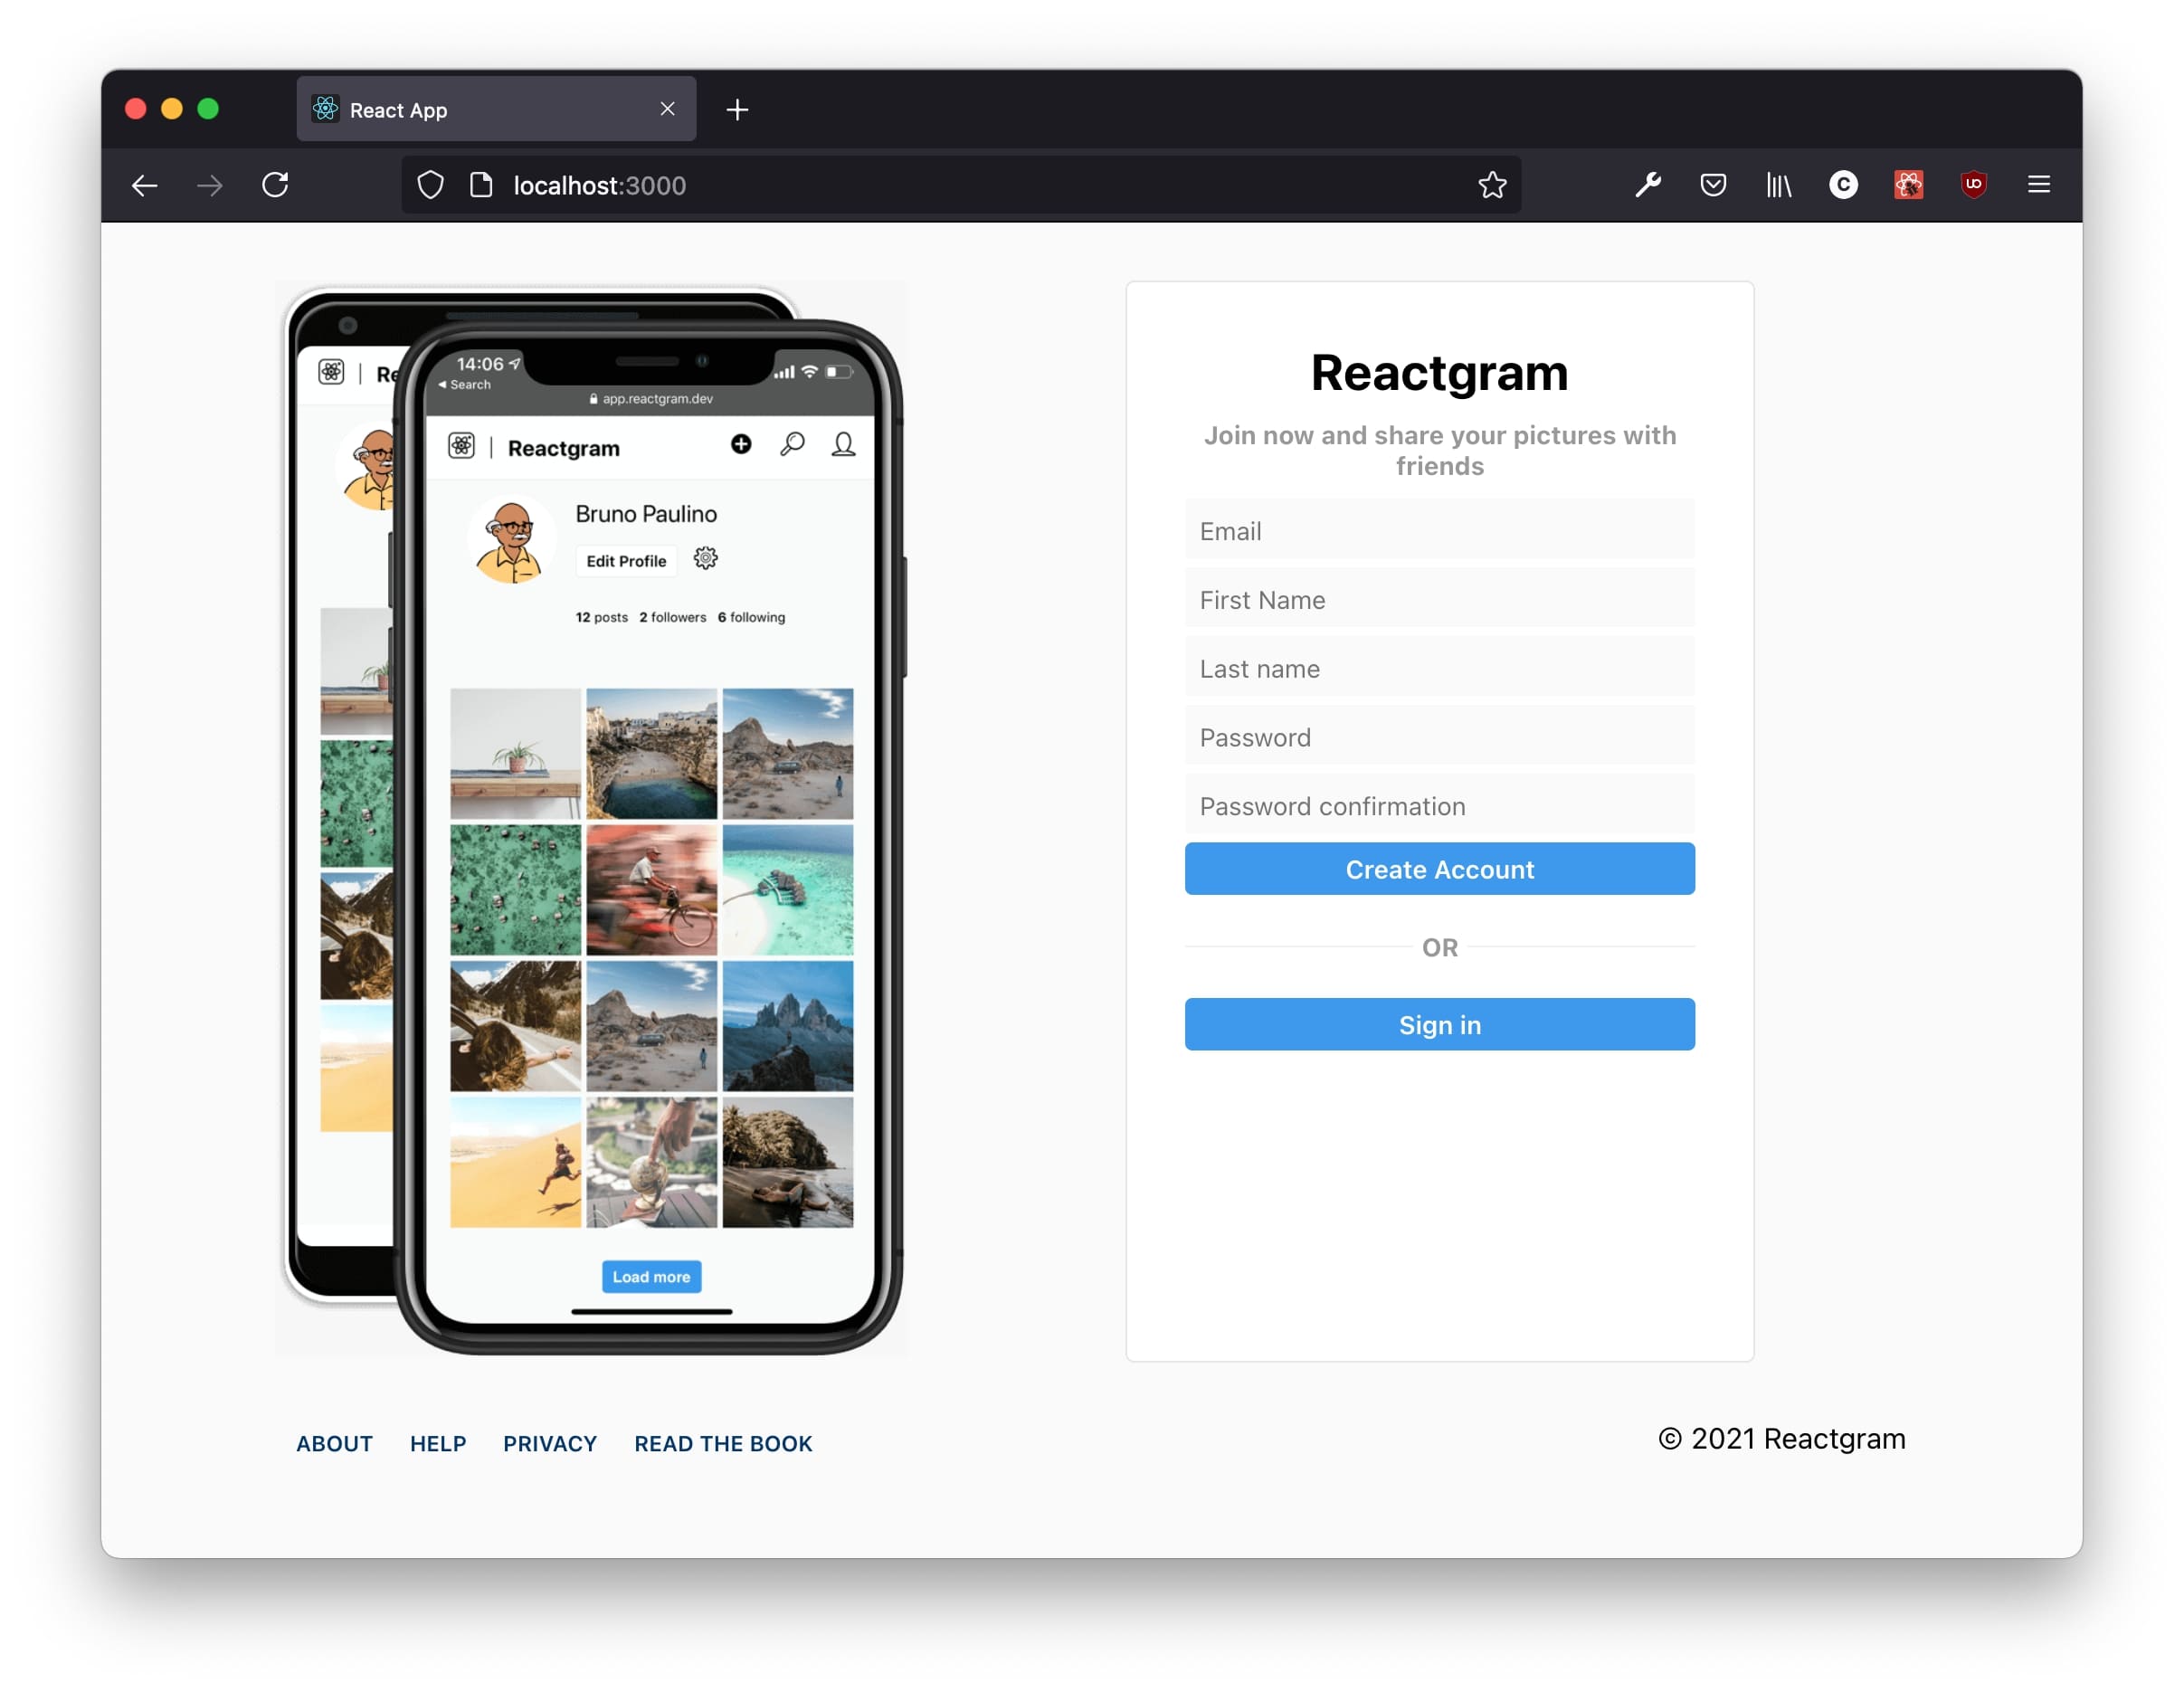 React App
localhost:3000
Re
14:06
Search
app.reactgram.dev
Reactgram
Bruno Paulino
Edit Profile
12 posts 2 followers 6 following
Load more
Reactgram
Join now and share your pictures with
friends
Email
First Name
Last name
Password
Password confirmation
Create Account
OR
Sign in
ABOUT HELP PRIVACY READ THE BOOK
© 2021 Reactgram